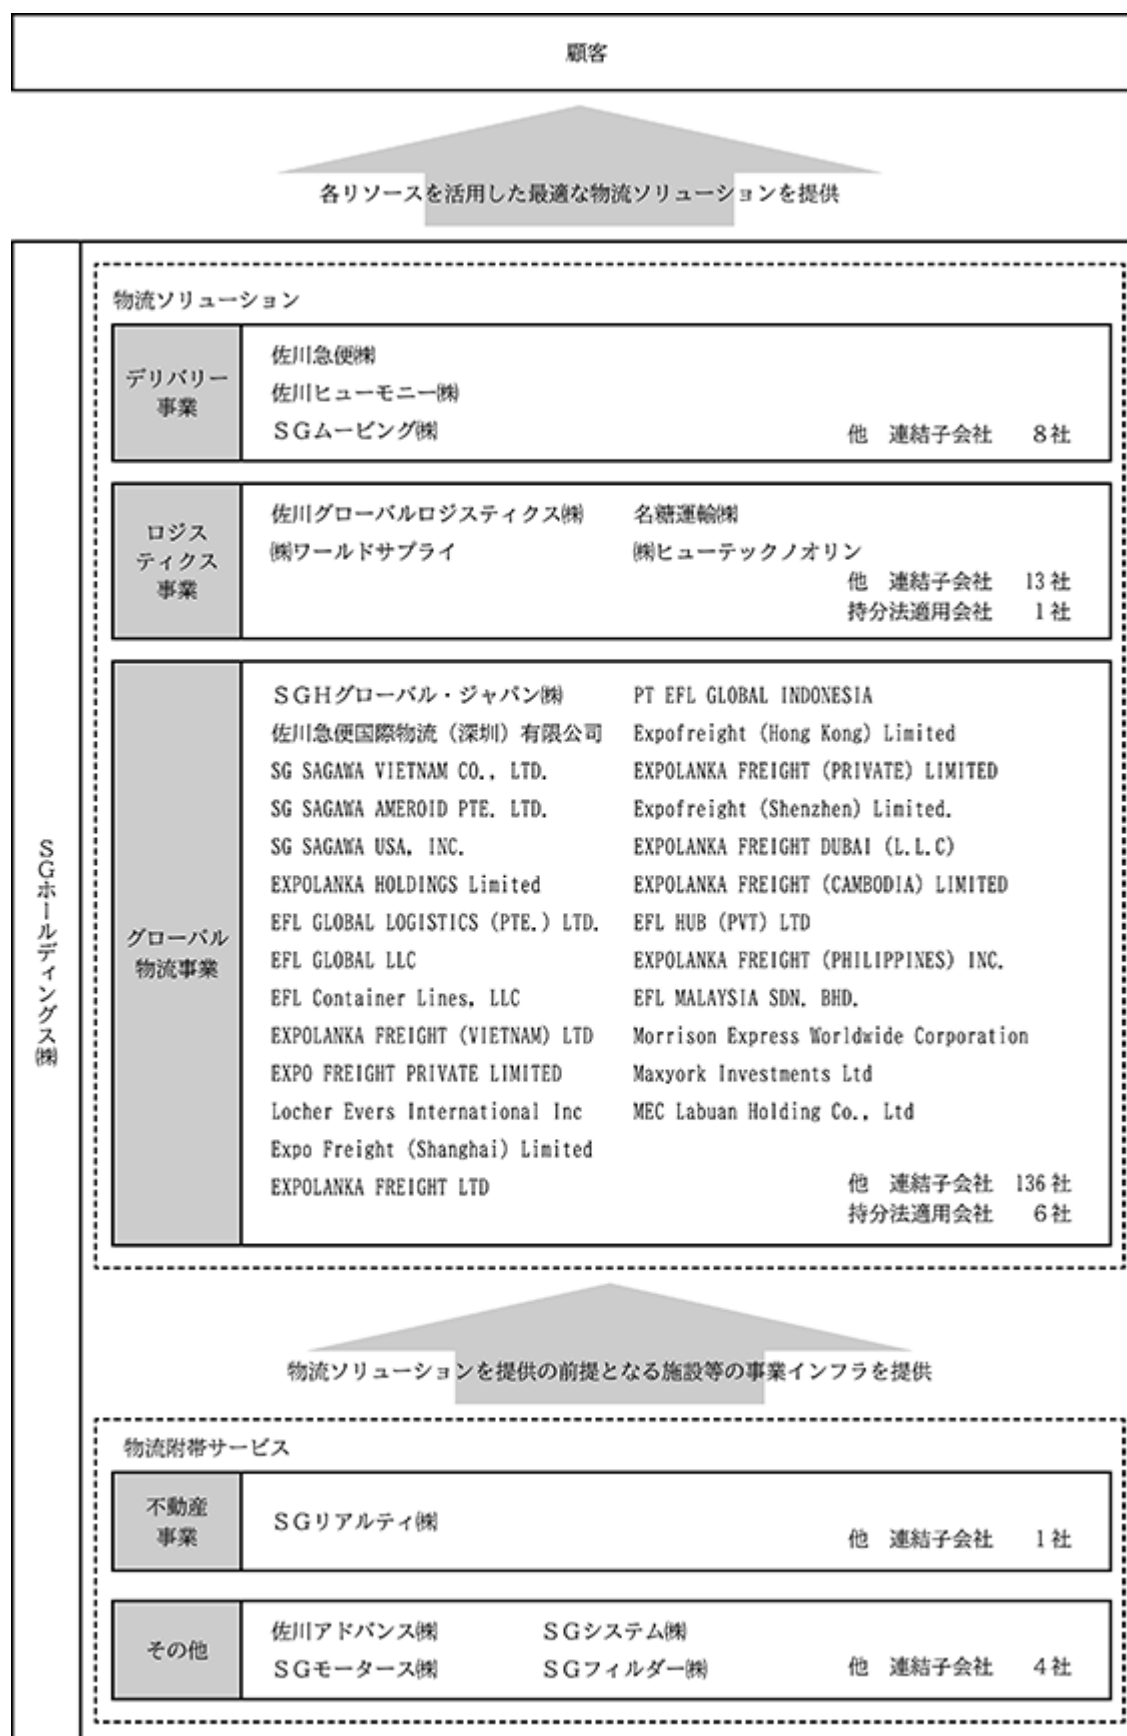 顧客
各リソースを活用した最適な物流ソリューションを提供
SGホールディングス㈱
物流ソリューション
デリバリー
事業
佐川急便㈱
佐川ヒューモニー㈱
SGムービング㈱
他 連結子会社 8社
ロジス
ティクス
事業
佐川グローバルロジスティクス㈱ 名糖運輸㈱
㈱ワールドサプライ ㈱ヒューテックノオリン
他 連結子会社 13社
持分法適用会社 1社
グローバル
物流事業
SGHグローバル・ジャパン㈱ PT EFL GLOBAL INDONESIA
佐川急便国際物流（深圳）有限公司 Expofreight (Hong Kong) Limited
SG SAGAWA VIETNAM CO., LTD. EXPOLANKA FREIGHT (PRIVATE) LIMITED
SG SAGAWA AMEROID PTE. LTD. Expofreight (Shenzhen) Limited.
SG SAGAWA USA, INC. EXPOLANKA FREIGHT DUBAI (L.L.C)
EXPOLANKA HOLDINGS Limited EXPOLANKA FREIGHT (CAMBODIA) LIMITED
EFL GLOBAL LOGISTICS (PTE.) LTD. EFL HUB (PVT) LTD
EFL GLOBAL LLC EXPOLANKA FREIGHT (PHILIPPINES) INC.
EFL Container Lines, LLC EFL MALAYSIA SDN. BHD.
EXPOLANKA FREIGHT (VIETNAM) LTD Morrison Express Worldwide Corporation
EXPO FREIGHT PRIVATE LIMITED Maxyork Investments Ltd
Locher Evers International Inc MEC Labuan Holding Co., Ltd
Expo Freight (Shanghai) Limited
EXPOLANKA FREIGHT LTD
他 連結子会社 136社
持分法適用会社 6社
物流ソリューションを提供の前提となる施設等の事業インフラを提供
物流附帯サービス
不動産
事業
SGリアルティ㈱
他 連結子会社 1社
その他
佐川アドバンス㈱ SGシステム㈱
SGモータース㈱ SGフィルダー㈱
他 連結子会社 4社